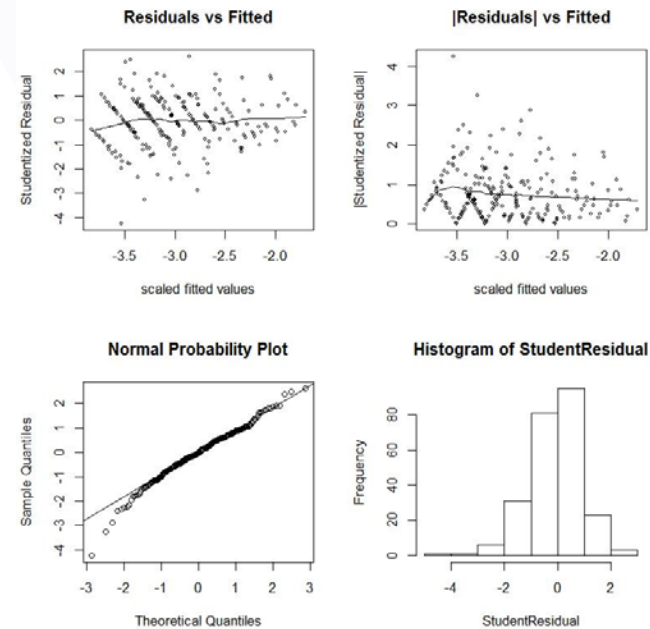 Residuals vs Fitted
Studentized Residual
2
1
0
-1
-2
-3
-4
-3.5 -3.0 -2.5 -2.0
scaled fitted values
|Residuals| vs Fitted
|Studentized Residual|
4
3
2
1
0
-3.5 -3.0 -2.5 -2.0
scaled fitted values
Normal Probability Plot
Sample Quantiles
2
1
0
-1
-2
-3
-4
-3 -2 -1 0 1 2 3
Theoretical Quantiles
Histogram of StudentResidual
Frequency
80
60
40
20
0
-4 -2 0 2
StudentResidual